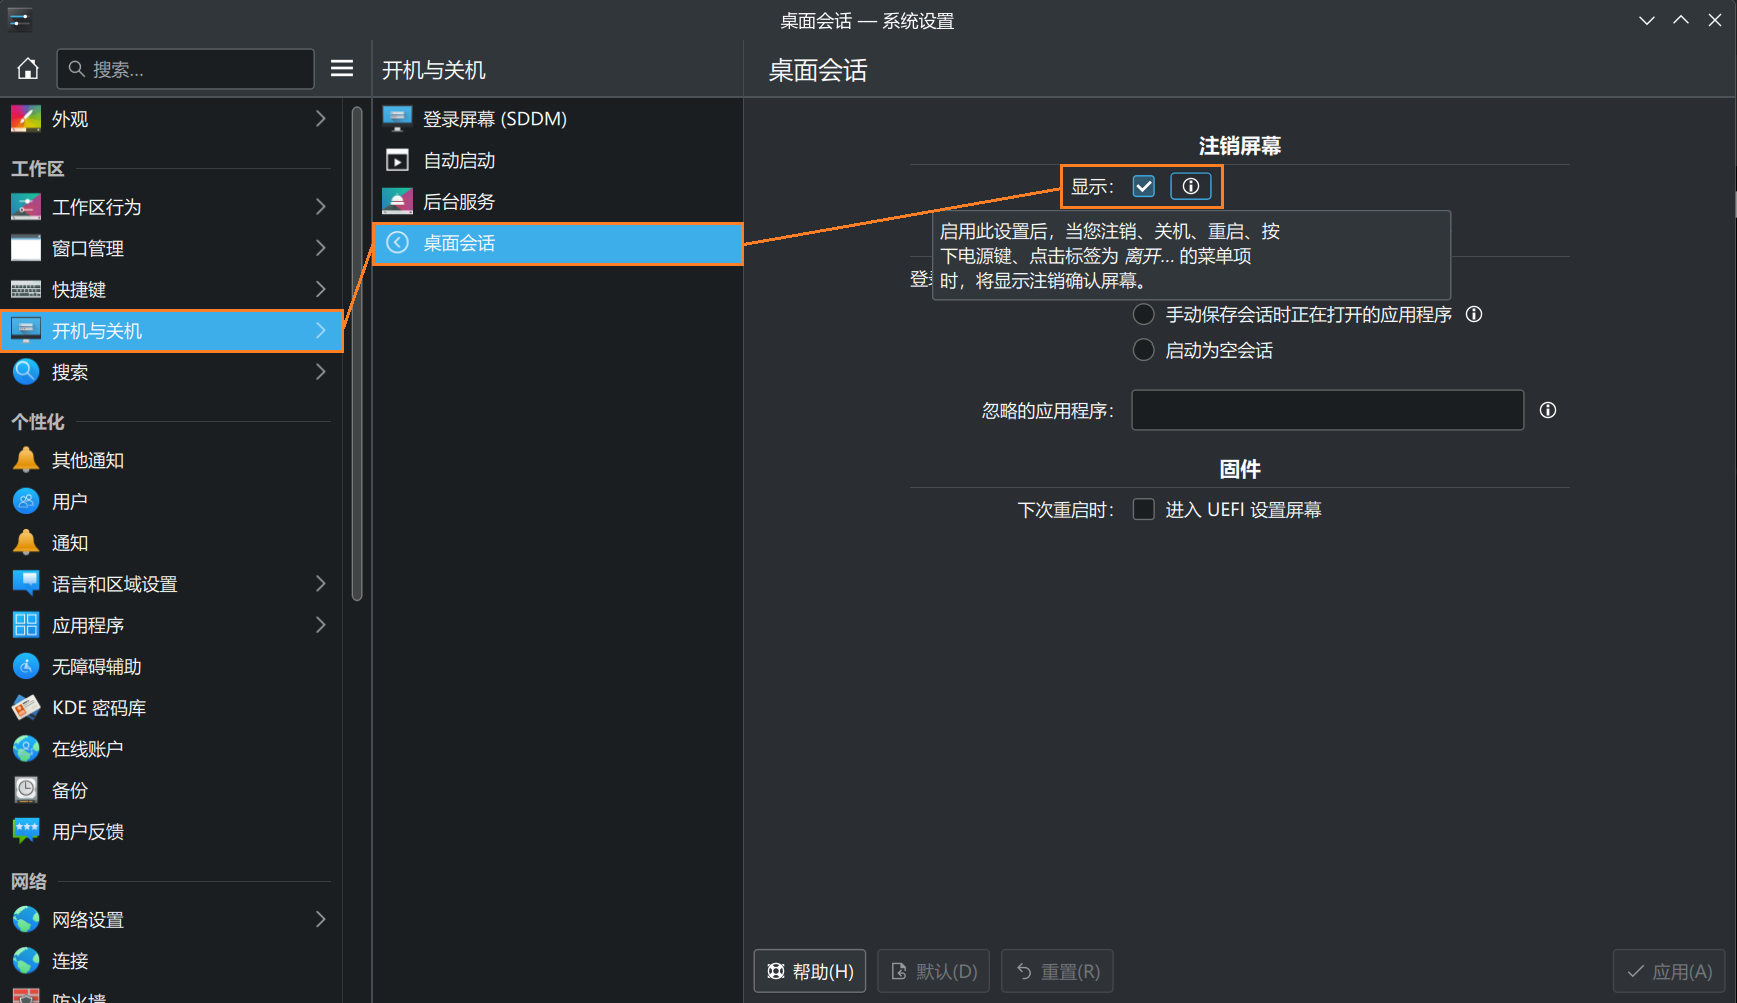 桌面会话 — 系统设置
搜索...
开机与关机
桌面会话
外观
工作区
工作区行为
窗口管理
快捷键
开机与关机
搜索
个性化
其他通知
用户
通知
语言和区域设置
应用程序
无障碍辅助
KDE 密码库
在线账户
备份
用户反馈
网络
网络设置
连接
防火墙
登录屏幕 (SDDM)
自动启动
后台服务
桌面会话
注销屏幕
显示：
启用此设置后，当您注销、关机、重启、按
下电源键、点击标签为 离开... 的菜单项
时，将显示注销确认屏幕。
登
手动保存会话时正在打开的应用程序
启动为空会话
忽略的应用程序：
固件
下次重启时： 进入 UEFI 设置屏幕
帮助(H)
默认(D)
重置(R)
应用(A)